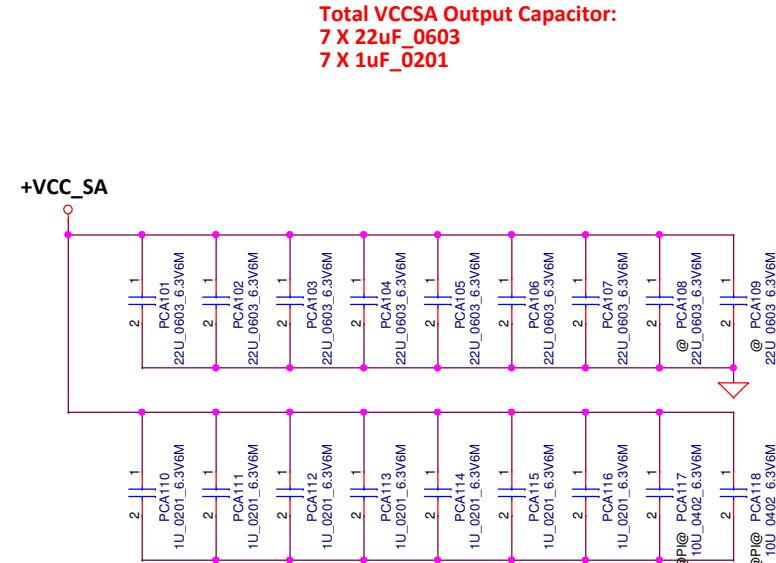 Total VCCSA Output Capacitor:
7 X 22uF_0603
7 X 1uF_0201
+VCC_SA
1
2
PCA101
22U_0603_6.3V6M
1
2
PCA102
22U_0603_6.3V6M
1
2
PCA103
22U_0603_6.3V6M
1
2
PCA104
22U_0603_6.3V6M
1
2
PCA105
22U_0603_6.3V6M
1
2
PCA106
22U_0603_6.3V6M
1
2
PCA107
22U_0603_6.3V6M
1
2
@ PCA108
22U_0603_6.3V6M
1
2
@ PCA109
22U_0603_6.3V6M
1
2
PCA110
1U_0201_6.3V6M
1
2
PCA111
1U_0201_6.3V6M
1
2
PCA112
1U_0201_6.3V6M
1
2
PCA113
1U_0201_6.3V6M
1
2
PCA114
1U_0201_6.3V6M
1
2
PCA115
1U_0201_6.3V6M
1
2
PCA116
1U_0201_6.3V6M
1
2
@PI@ PCA117
10U_0402_6.3V6M
1
2
@PI@ PCA118
10U_0402_6.3V6M